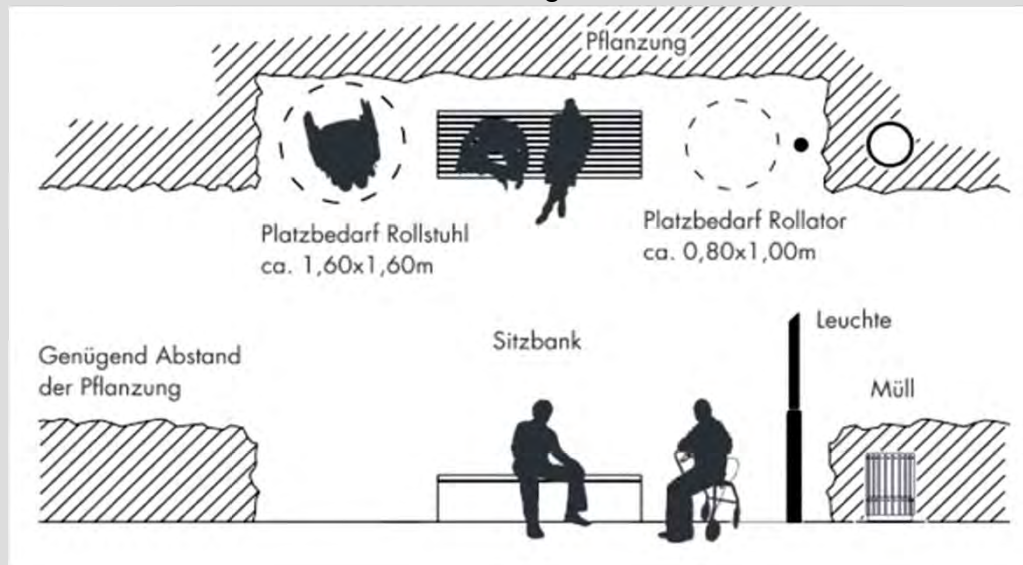 Pflanzung
Platzbedarf Rollstuhl
ca. 1,60x1,60m
Platzbedarf Rollator
ca. 0,80x1,00m
Leuchte
Sitzbank
Genügend Abstand
der Pflanzung
Müll